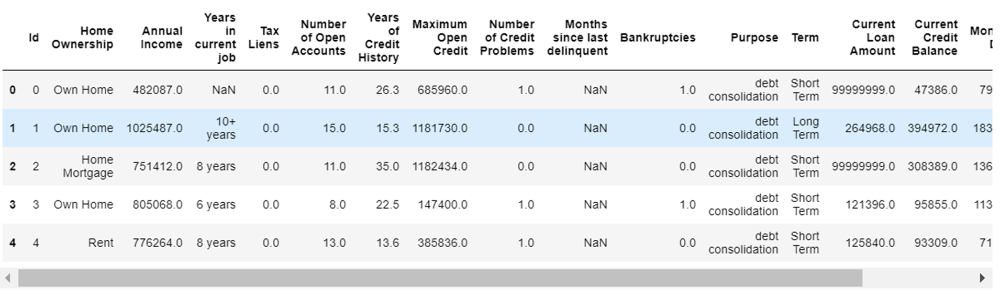 Id Home Ownership Annual Income Years in current job Tax Liens Number of Open Accounts Years of Credit History Maximum Open Credit Number of Credit Problems Months since last delinquent Bankruptcies Purpose Term Current Loan Amount Current Credit Balance
0 0 Own Home 482087.0 NaN 0.0 11.0 26.3 685960.0 1.0 NaN 1.0 debt consolidation Short Term 99999999.0 47386.0 79
1 1 Own Home 1025487.0 10+ years 0.0 15.0 15.3 1181730.0 0.0 NaN 0.0 debt consolidation Long Term 264968.0 394972.0 183
2 2 Home Mortgage 751412.0 8 years 0.0 11.0 35.0 1182434.0 0.0 NaN 0.0 debt consolidation Short Term 99999999.0 308389.0 136
3 3 Own Home 805068.0 6 years 0.0 8.0 22.5 147400.0 1.0 NaN 1.0 debt consolidation Short Term 121396.0 95855.0 113
4 4 Rent 776264.0 8 years 0.0 13.0 13.6 385836.0 1.0 NaN 0.0 debt consolidation Short Term 125840.0 93309.0 71